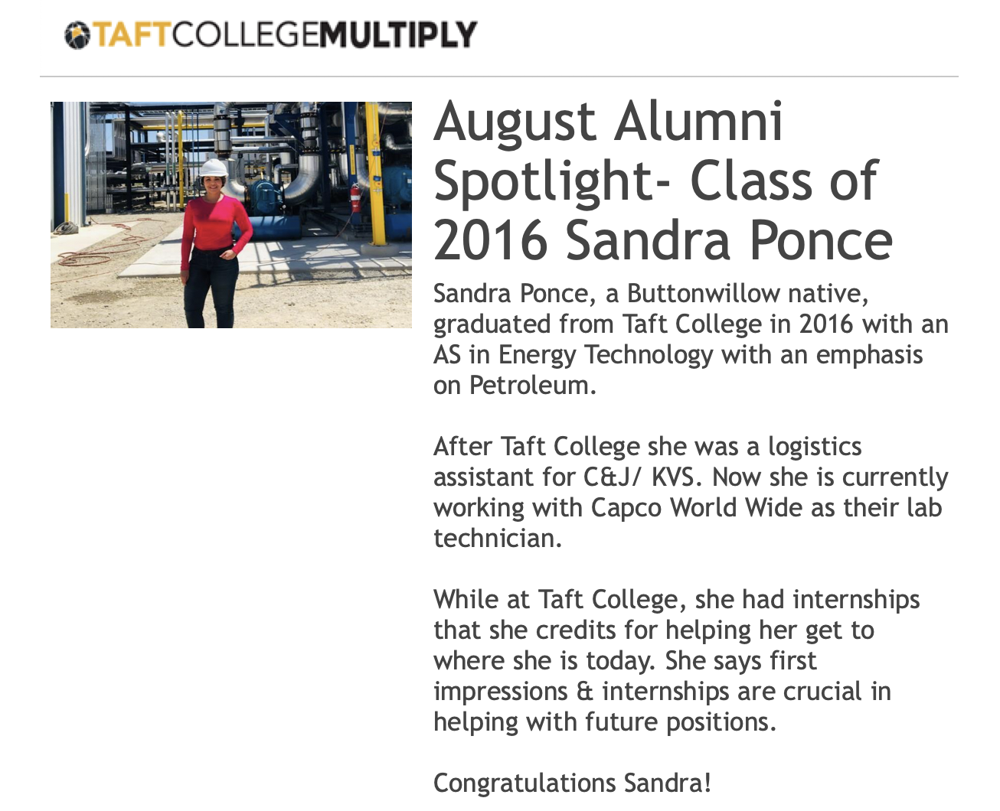 TAFTCOLLEGEMULTIPLY
August Alumni
Spotlight- Class of
2016 Sandra Ponce
Sandra Ponce, a Buttonwillow native,
graduated from Taft College in 2016 with an
AS in Energy Technology with an emphasis
on Petroleum.
After Taft College she was a logistics
assistant for C&J/ KVS. Now she is currently
working with Capco World Wide as their lab
technician.
While at Taft College, she had internships
that she credits for helping her get to
where she is today. She says first
impressions & internships are crucial in
helping with future positions.
Congratulations Sandra!